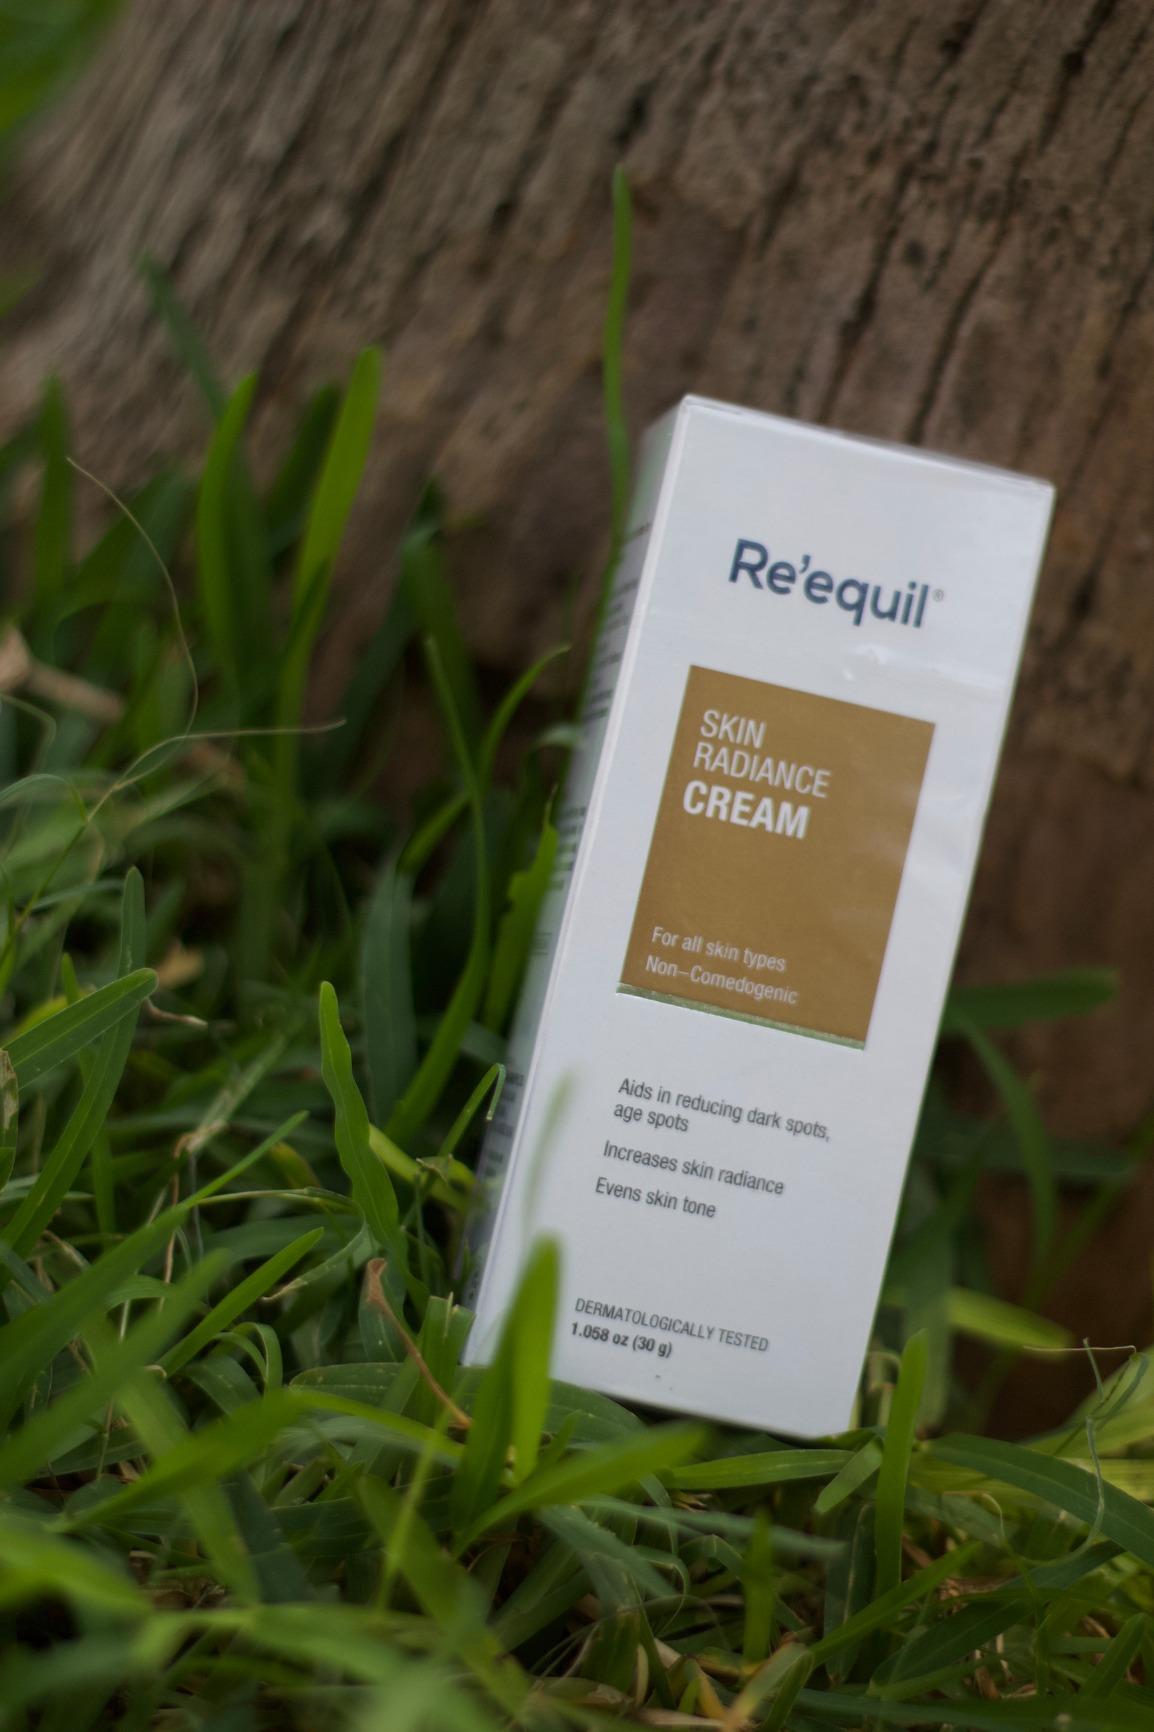 Re'equil®
SKIN
RADIANCE
CREAM
For all skin types
Non-Comedogenic
Aids in reducing dark spots,
age spots
Increases skin radiance
Evens skin tone
DERMATOLOGICALLY TESTED
1.058 oz (30 g)